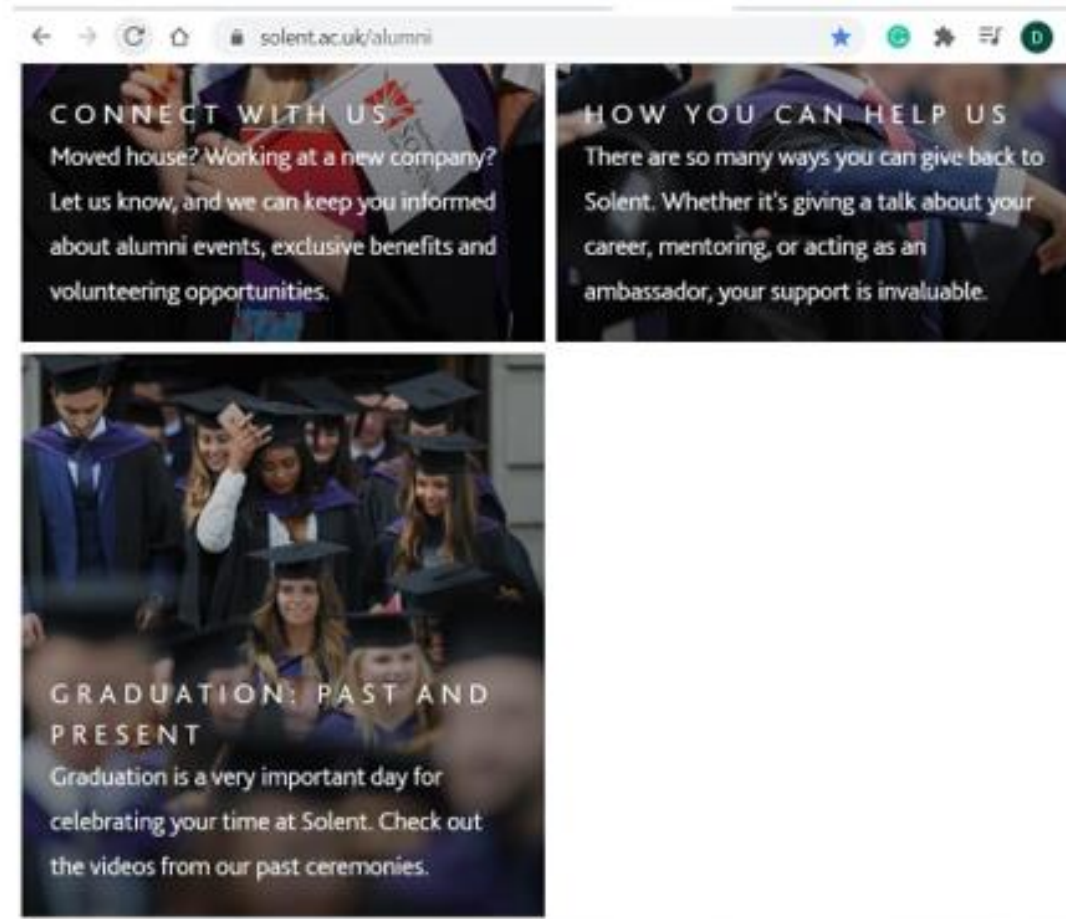 solent.ac.uk/alumni
D
CONNECT WITH US
Moved house? Working at a new company?
Let us know, and we can keep you informed
about alumni events, exclusive benefits and
volunteering opportunities.
HOW YOU CAN HELP US
There are so many ways you can give back to
Solent. Whether it's giving a talk about your
career, mentoring, or acting as an
ambassador, your support is invaluable.
GRADUATION: PAST AND
PRESENT
Graduation is a very important day for
celebrating your time at Solent. Check out
the videos from our past ceremonies.